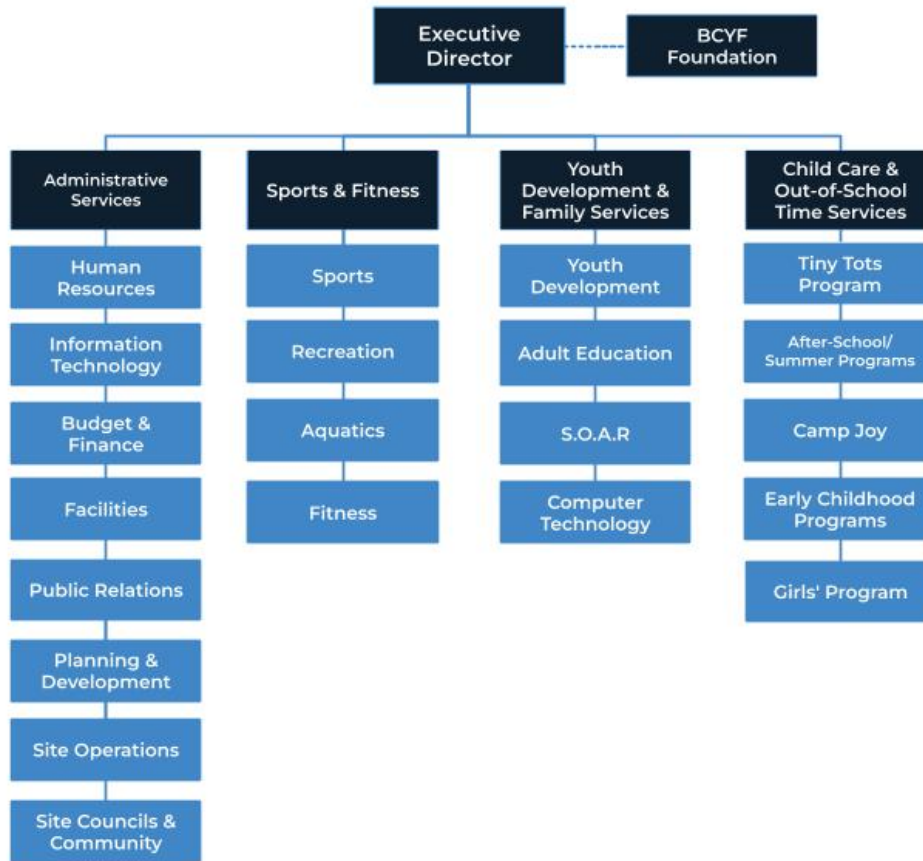 Executive
Director
BCYF
Foundation
Administrative
Services
Human
Resources
Information
Technology
Budget &
Finance
Facilities
Public Relations
Planning &
Development
Site Operations
Site Councils &
Community
Sports & Fitness
Sports
Recreation
Aquatics
Fitness
Youth
Development &
Family Services
Youth
Development
Adult Education
S.O.A.R
Computer
Technology
Child Care &
Out-of-School
Time Services
Tiny Tots
Program
After-School/
Summer Programs
Camp Joy
Early Childhood
Programs
Girls' Program